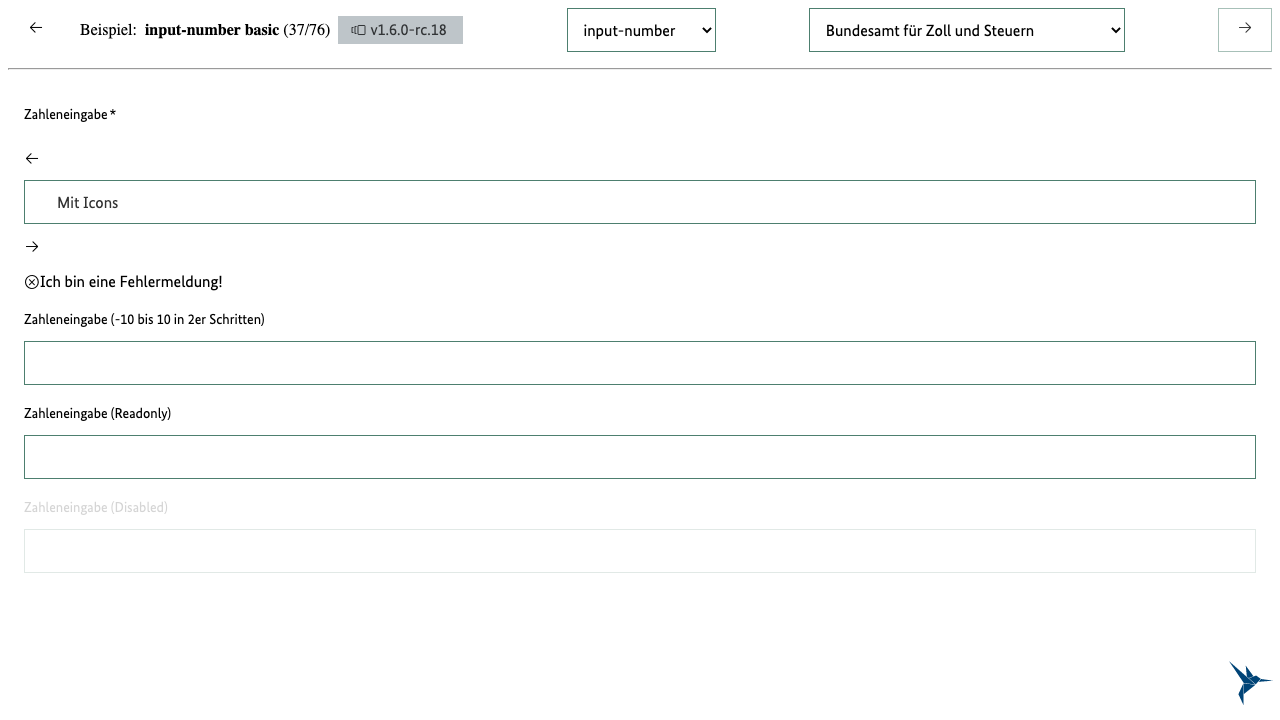 Beispiel: input-number basic (37/76) v1.6.0-rc.18 input-number Bundesamt für Zoll und Steuern
Zahleneingabe *
Mit Icons
Ich bin eine Fehlermeldung!
Zahleneingabe (-10 bis 10 in 2er Schritten)
Zahleneingabe (Readonly)
Zahleneingabe (Disabled)